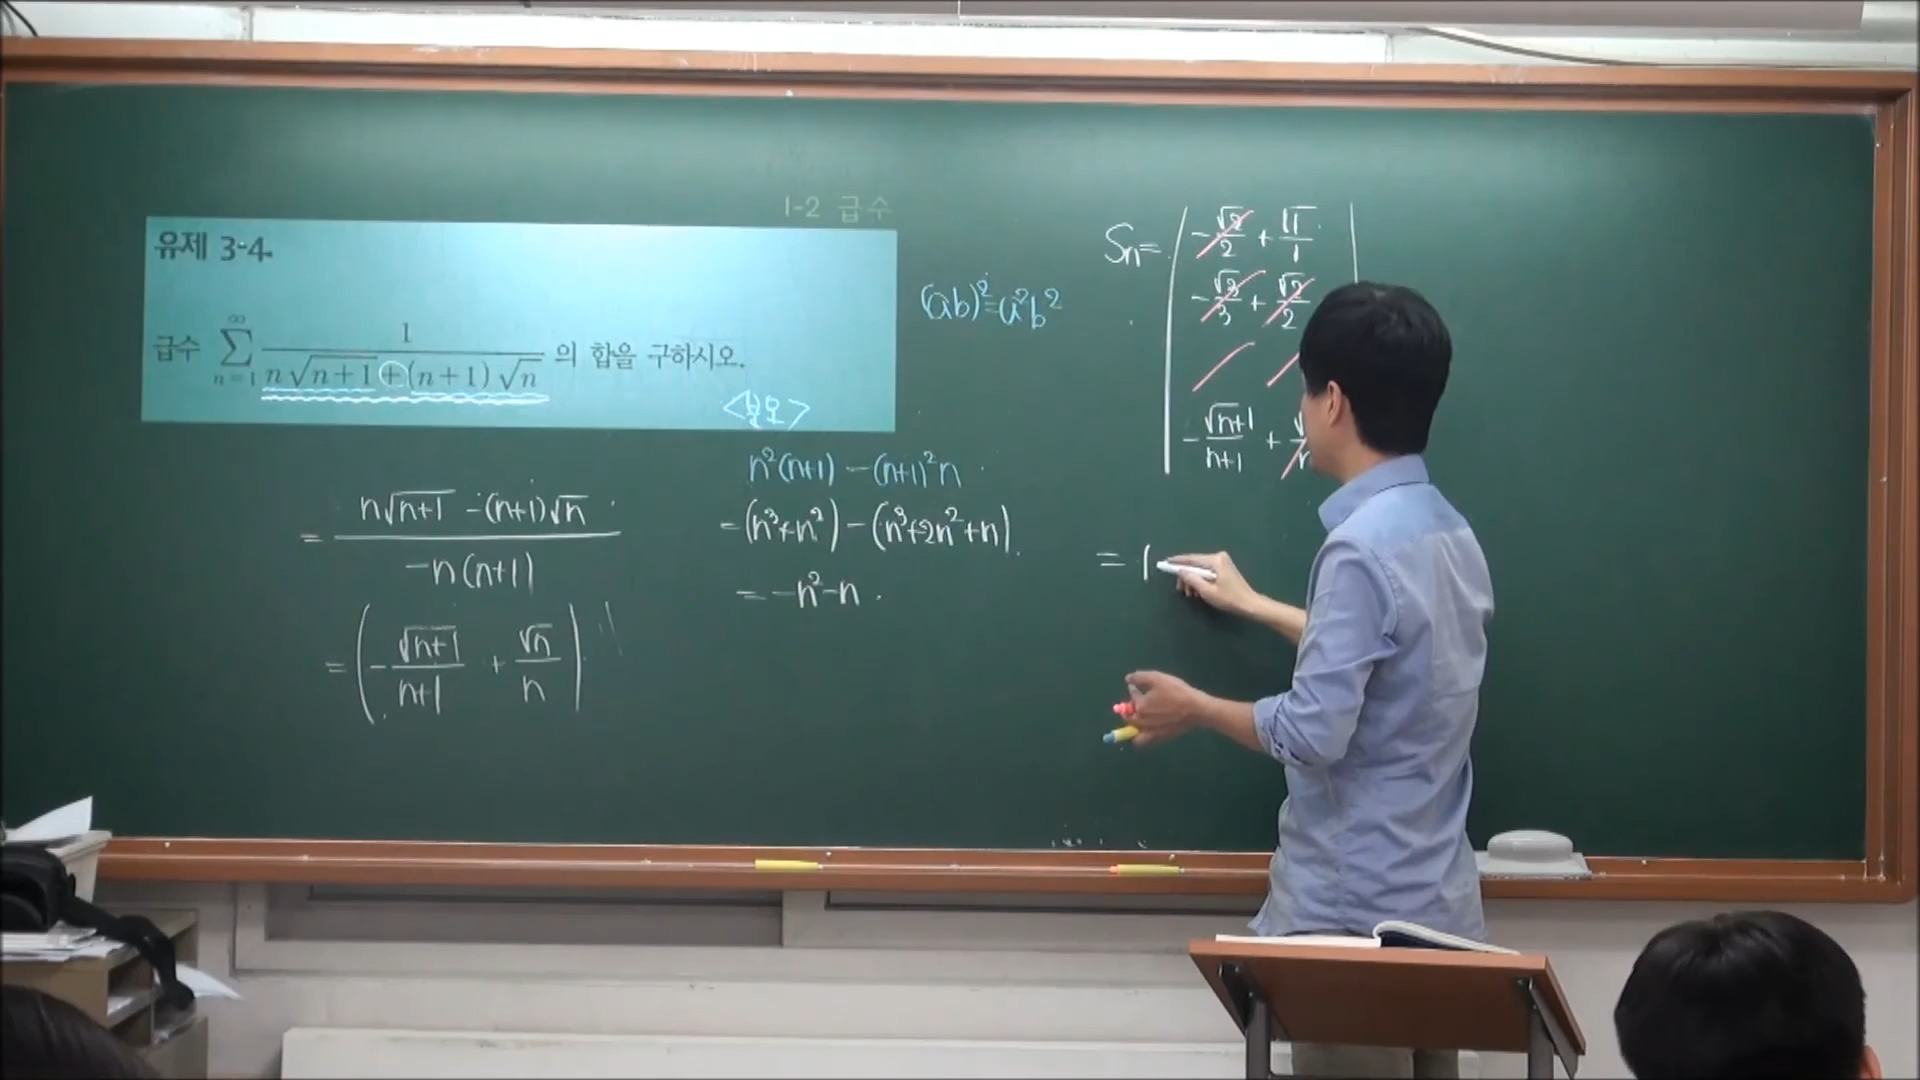 1-2 급수
유제 3-4.
급수 ∑ n=1 ∞ 1 / (n√(n+1) + (n+1)√n) 의 합을 구하시오.
<보오>
(ab)² = a²b²
n²(n+1) - (n+1)²n
= (n³+n²) - (n³+2n²+n)
= -n²-n
= (n√(n+1) - (n+1)√n) / (-n(n+1))
= (-√(n+1)/(n+1) + √n/n)
Sn = -√2/2 + √1/1
-√3/3 + √2/2
-√(n+1)/(n+1) + √
= 1